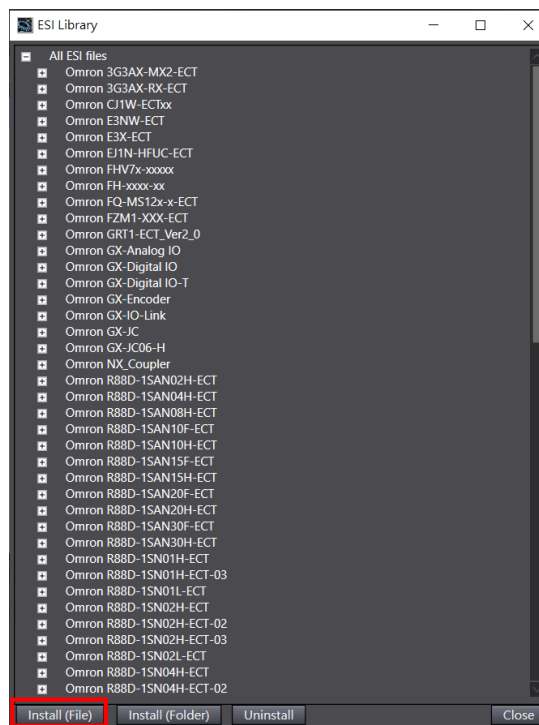 ESI Library
All ESI files
Omron 3G3AX-MX2-ECT
Omron 3G3AX-RX-ECT
Omron CJ1W-ECTxx
Omron E3NW-ECT
Omron E3X-ECT
Omron EJ1N-HFUC-ECT
Omron FHV7x-xxxxx
Omron FH-xxxx-xx
Omron FQ-MS12x-x-ECT
Omron FZM1-XXX-ECT
Omron GRT1-ECT_Ver2_0
Omron GX-Analog IO
Omron GX-Digital IO
Omron GX-Digital IO-T
Omron GX-Encoder
Omron GX-IO-Link
Omron GX-JC
Omron GX-JC06-H
Omron NX_Coupler
Omron R88D-1SAN02H-ECT
Omron R88D-1SAN04H-ECT
Omron R88D-1SAN08H-ECT
Omron R88D-1SAN10F-ECT
Omron R88D-1SAN10H-ECT
Omron R88D-1SAN15F-ECT
Omron R88D-1SAN15H-ECT
Omron R88D-1SAN20F-ECT
Omron R88D-1SAN20H-ECT
Omron R88D-1SAN30F-ECT
Omron R88D-1SAN30H-ECT
Omron R88D-1SN01H-ECT
Omron R88D-1SN01H-ECT-03
Omron R88D-1SN01L-ECT
Omron R88D-1SN02H-ECT
Omron R88D-1SN02H-ECT-02
Omron R88D-1SN02H-ECT-03
Omron R88D-1SN02L-ECT
Omron R88D-1SN04H-ECT
Omron R88D-1SN04H-ECT-02
Install (File) Install (Folder) Uninstall Close